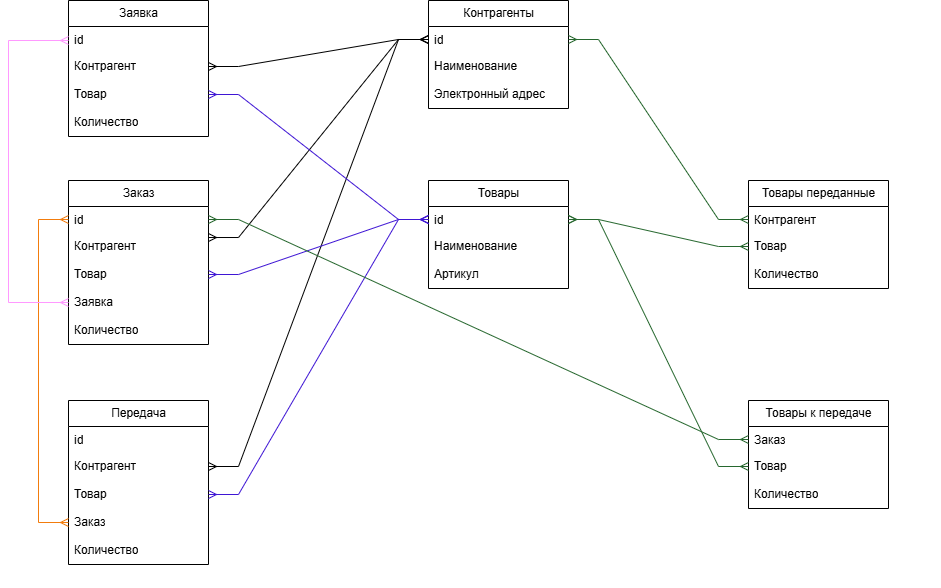 Заявка
id
Контрагент
Товар
Количество
Контрагенты
id
Наименование
Электронный адрес
Заказ
id
Контрагент
Товар
Заявка
Количество
Товары
id
Наименование
Артикул
Товары переданные
Контрагент
Товар
Количество
Передача
id
Контрагент
Товар
Заказ
Количество
Товары к передаче
Заказ
Товар
Количество